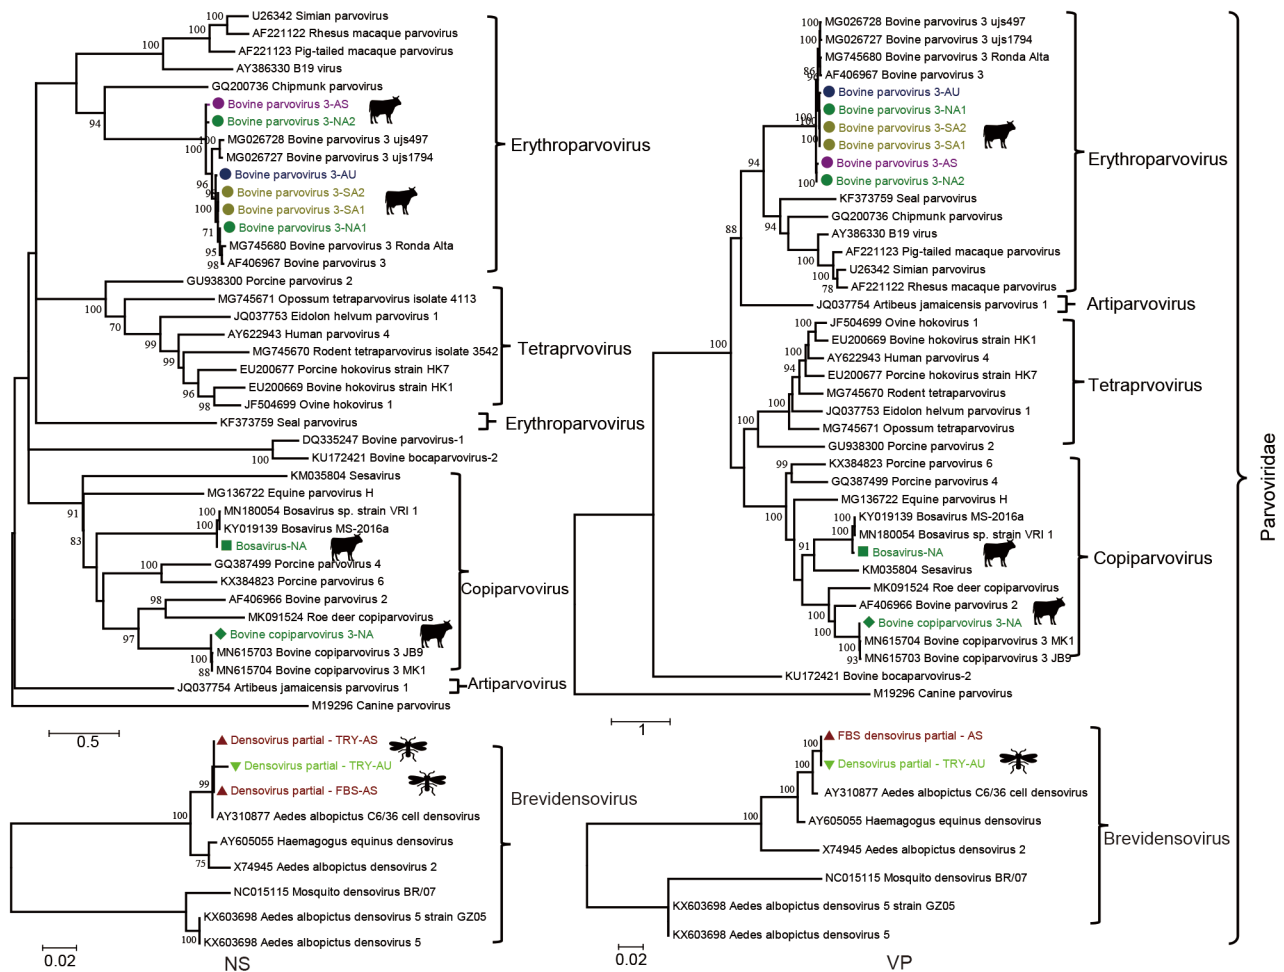 100
U26342 Simian parvovirus
AF221122 Rhesus macaque parvovirus
100
100
AF221123 Pig-tailed macaque parvovirus
AY386330 B19 virus
GQ200736 Chipmunk parvovirus
94
Bovine parvovirus 3-AS
Bovine parvovirus 3-NA2
100
100
MG026728 Bovine parvovirus 3 ujs497
MG026727 Bovine parvovirus 3 ujs1794
Bovine parvovirus 3-AU
96
Bovine parvovirus 3-SA2
100
Bovine parvovirus 3-SA1
71
Bovine parvovirus 3-NA1
95
MG745680 Bovine parvovirus 3 Ronda Alta
98
AF406967 Bovine parvovirus 3
Erythroparvovirus
GU938300 Porcine parvovirus 2
100
MG745671 Opossum tetraparvovirus isolate 4113
70
JQ037753 Eidolon helvum parvovirus 1
99
AY622943 Human parvovirus 4
99
MG745670 Rodent tetraparvovirus isolate 3542
EU200677 Porcine hokovirus strain HK7
96
EU200669 Bovine hokovirus strain HK1
98
JF504699 Ovine hokovirus 1
Tetraprvovirus
KF373759 Seal parvovirus
Erythroparvovirus
DQ335247 Bovine parvovirus-1
100
KU172421 Bovine bocaparvovirus-2
KM035804 Sesavirus
91
MG136722 Equine parvovirus H
83
100
MN180054 Bosavirus sp. strain VRI 1
100
KY019139 Bosavirus MS-2016a
Bosavirus-NA
100
GQ387499 Porcine parvovirus 4
KX384823 Porcine parvovirus 6
98
AF406966 Bovine parvovirus 2
MK091524 Roe deer copiparvovirus
97
Bovine copiparvovirus 3-NA
100
MN615703 Bovine copiparvovirus 3 JB9
88
MN615704 Bovine copiparvovirus 3 MK1
Copiparvovirus
JQ037754 Artibeus jamaicensis parvovirus 1
Artiparvovirus
M19296 Canine parvovirus
0.5
Densovirus partial - TRY-AS
Densovirus partial - TRY-AU
99
Densovirus partial - FBS-AS
AY310877 Aedes albopictus C6/36 cell densovirus
100
AY605055 Haemagogus equinus densovirus
75
X74945 Aedes albopictus densovirus 2
NC015115 Mosquito densovirus BR/07
KX603698 Aedes albopictus densovirus 5 strain GZ05
100
KX603698 Aedes albopictus densovirus 5
Brevidensovirus
0.02
NS
MG026728 Bovine parvovirus 3 ujs497
100
MG026727 Bovine parvovirus 3 ujs1794
100
MG745680 Bovine parvovirus 3 Ronda Alta
86
AF406967 Bovine parvovirus 3
Bovine parvovirus 3-AU
Bovine parvovirus 3-NA1
100
Bovine parvovirus 3-SA2
100
Bovine parvovirus 3-SA1
94
Bovine parvovirus 3-AS
100
Bovine parvovirus 3-NA2
KF373759 Seal parvovirus
GQ200736 Chipmunk parvovirus
94
AY386330 B19 virus
88
AF221123 Pig-tailed macaque parvovirus
100
U26342 Simian parvovirus
100
78
AF221122 Rhesus macaque parvovirus
Erythroparvovirus
JQ037754 Artibeus jamaicensis parvovirus 1
Artiparvovirus
JF504699 Ovine hokovirus 1
100
EU200669 Bovine hokovirus strain HK1
100
AY622943 Human parvovirus 4
94
EU200677 Porcine hokovirus strain HK7
100
MG745670 Rodent tetraparvovirus
100
JQ037753 Eidolon helvum parvovirus 1
100
MG745671 Opossum tetraparvovirus
GU938300 Porcine parvovirus 2
Tetraprvovirus
99
KX384823 Porcine parvovirus 6
GQ387499 Porcine parvovirus 4
MG136722 Equine parvovirus H
100
100
KY019139 Bosavirus MS-2016a
MN180054 Bosavirus sp. strain VRI 1
91
Bosavirus-NA
KM035804 Sesavirus
MK091524 Roe deer copiparvovirus
100
AF406966 Bovine parvovirus 2
100
Bovine copiparvovirus 3-NA
100
MN615704 Bovine copiparvovirus 3 MK1
93
MN615703 Bovine copiparvovirus 3 JB9
Copiparvovirus
KU172421 Bovine bocaparvovirus-2
M19296 Canine parvovirus
1
FBS densovirus partial - AS
100
Densovirus partial - TRY-AU
100
AY310877 Aedes albopictus C6/36 cell densovirus
100
AY605055 Haemagogus equinus densovirus
100
X74945 Aedes albopictus densovirus 2
NC015115 Mosquito densovirus BR/07
KX603698 Aedes albopictus densovirus 5 strain GZ05
KX603698 Aedes albopictus densovirus 5
Brevidensovirus
0.02
VP
Parvoviridae